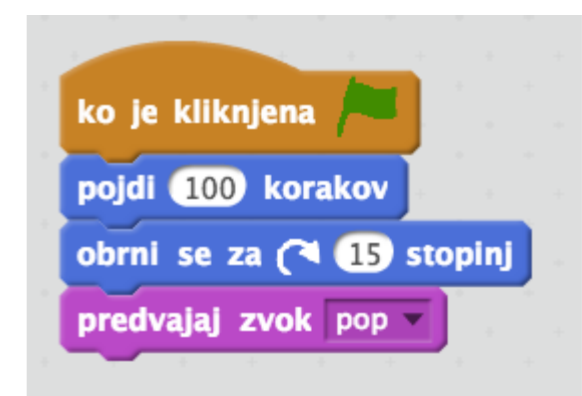 ko je kliknjena
pojdi 100 korakov
obrni se za 15 stopinj
predvajaj zvok pop